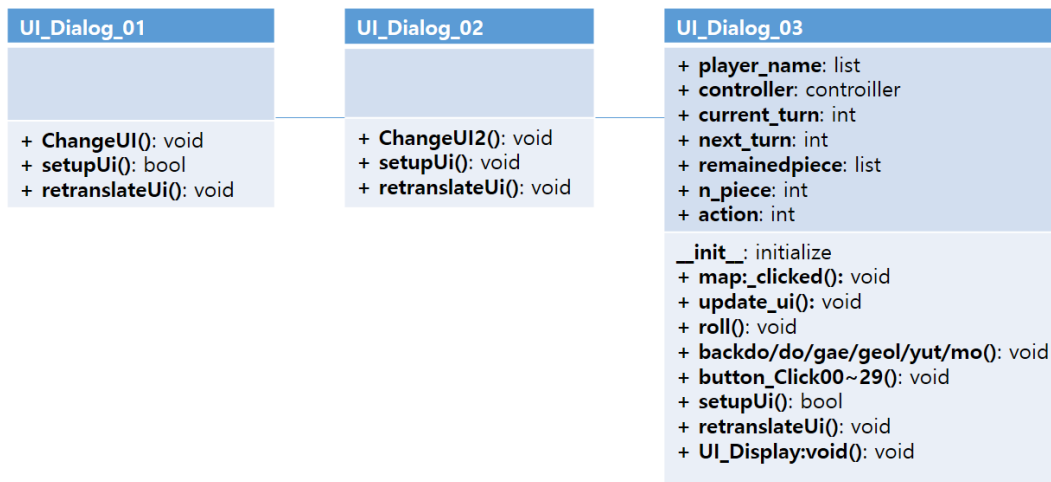 UI_Dialog_01
+ ChangeUI(): void
+ setupUi(): bool
+ retranslateUi(): void
UI_Dialog_02
+ ChangeUI2(): void
+ setupUi(): void
+ retranslateUi(): void
UI_Dialog_03
+ player_name: list
+ controller: controiller
+ current_turn: int
+ next_turn: int
+ remainedpiece: list
+ n_piece: int
+ action: int
__init__: initialize
+ map:_clicked(): void
+ update_ui(): void
+ roll(): void
+ backdo/do/gae/geol/yut/mo(): void
+ button_Click00~29(): void
+ setupUi(): bool
+ retranslateUi(): void
+ UI_Display:void(): void